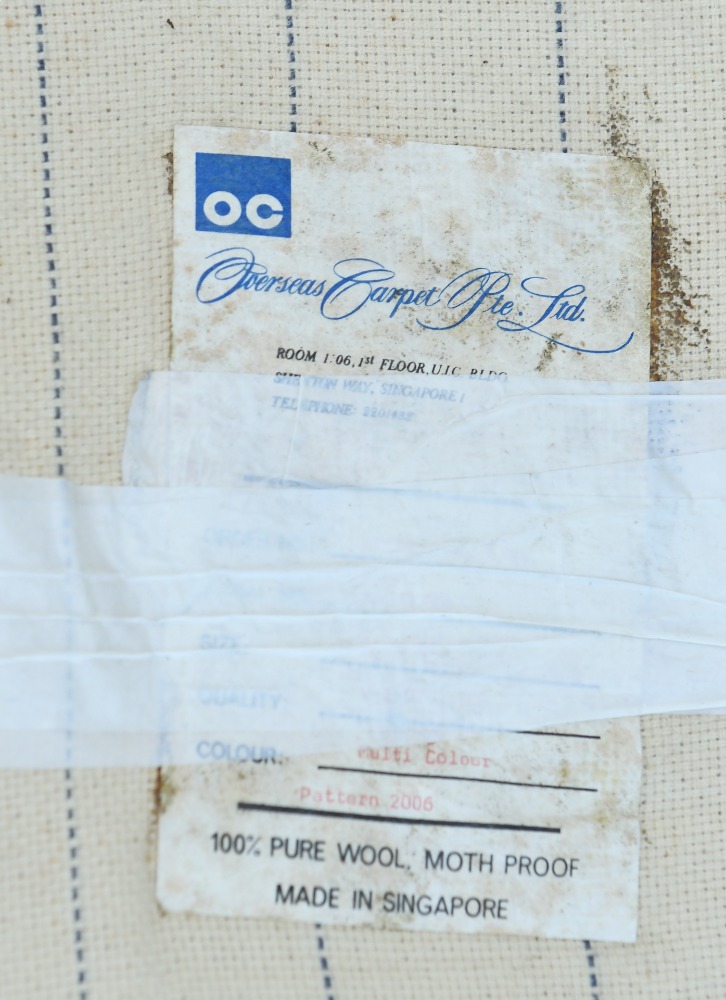 OC
Overseas Carpet Pte. Ltd.
ROOM 1106, 1st FLOOR, U.I.C. BLDG
SHENTON WAY, SINGAPORE 1
TELEPHONE:
SIZE:
QUALITY:
COLOUR: Multi Colour
Pattern 2006
100% PURE WOOL, MOTH PROOF
MADE IN SINGAPORE